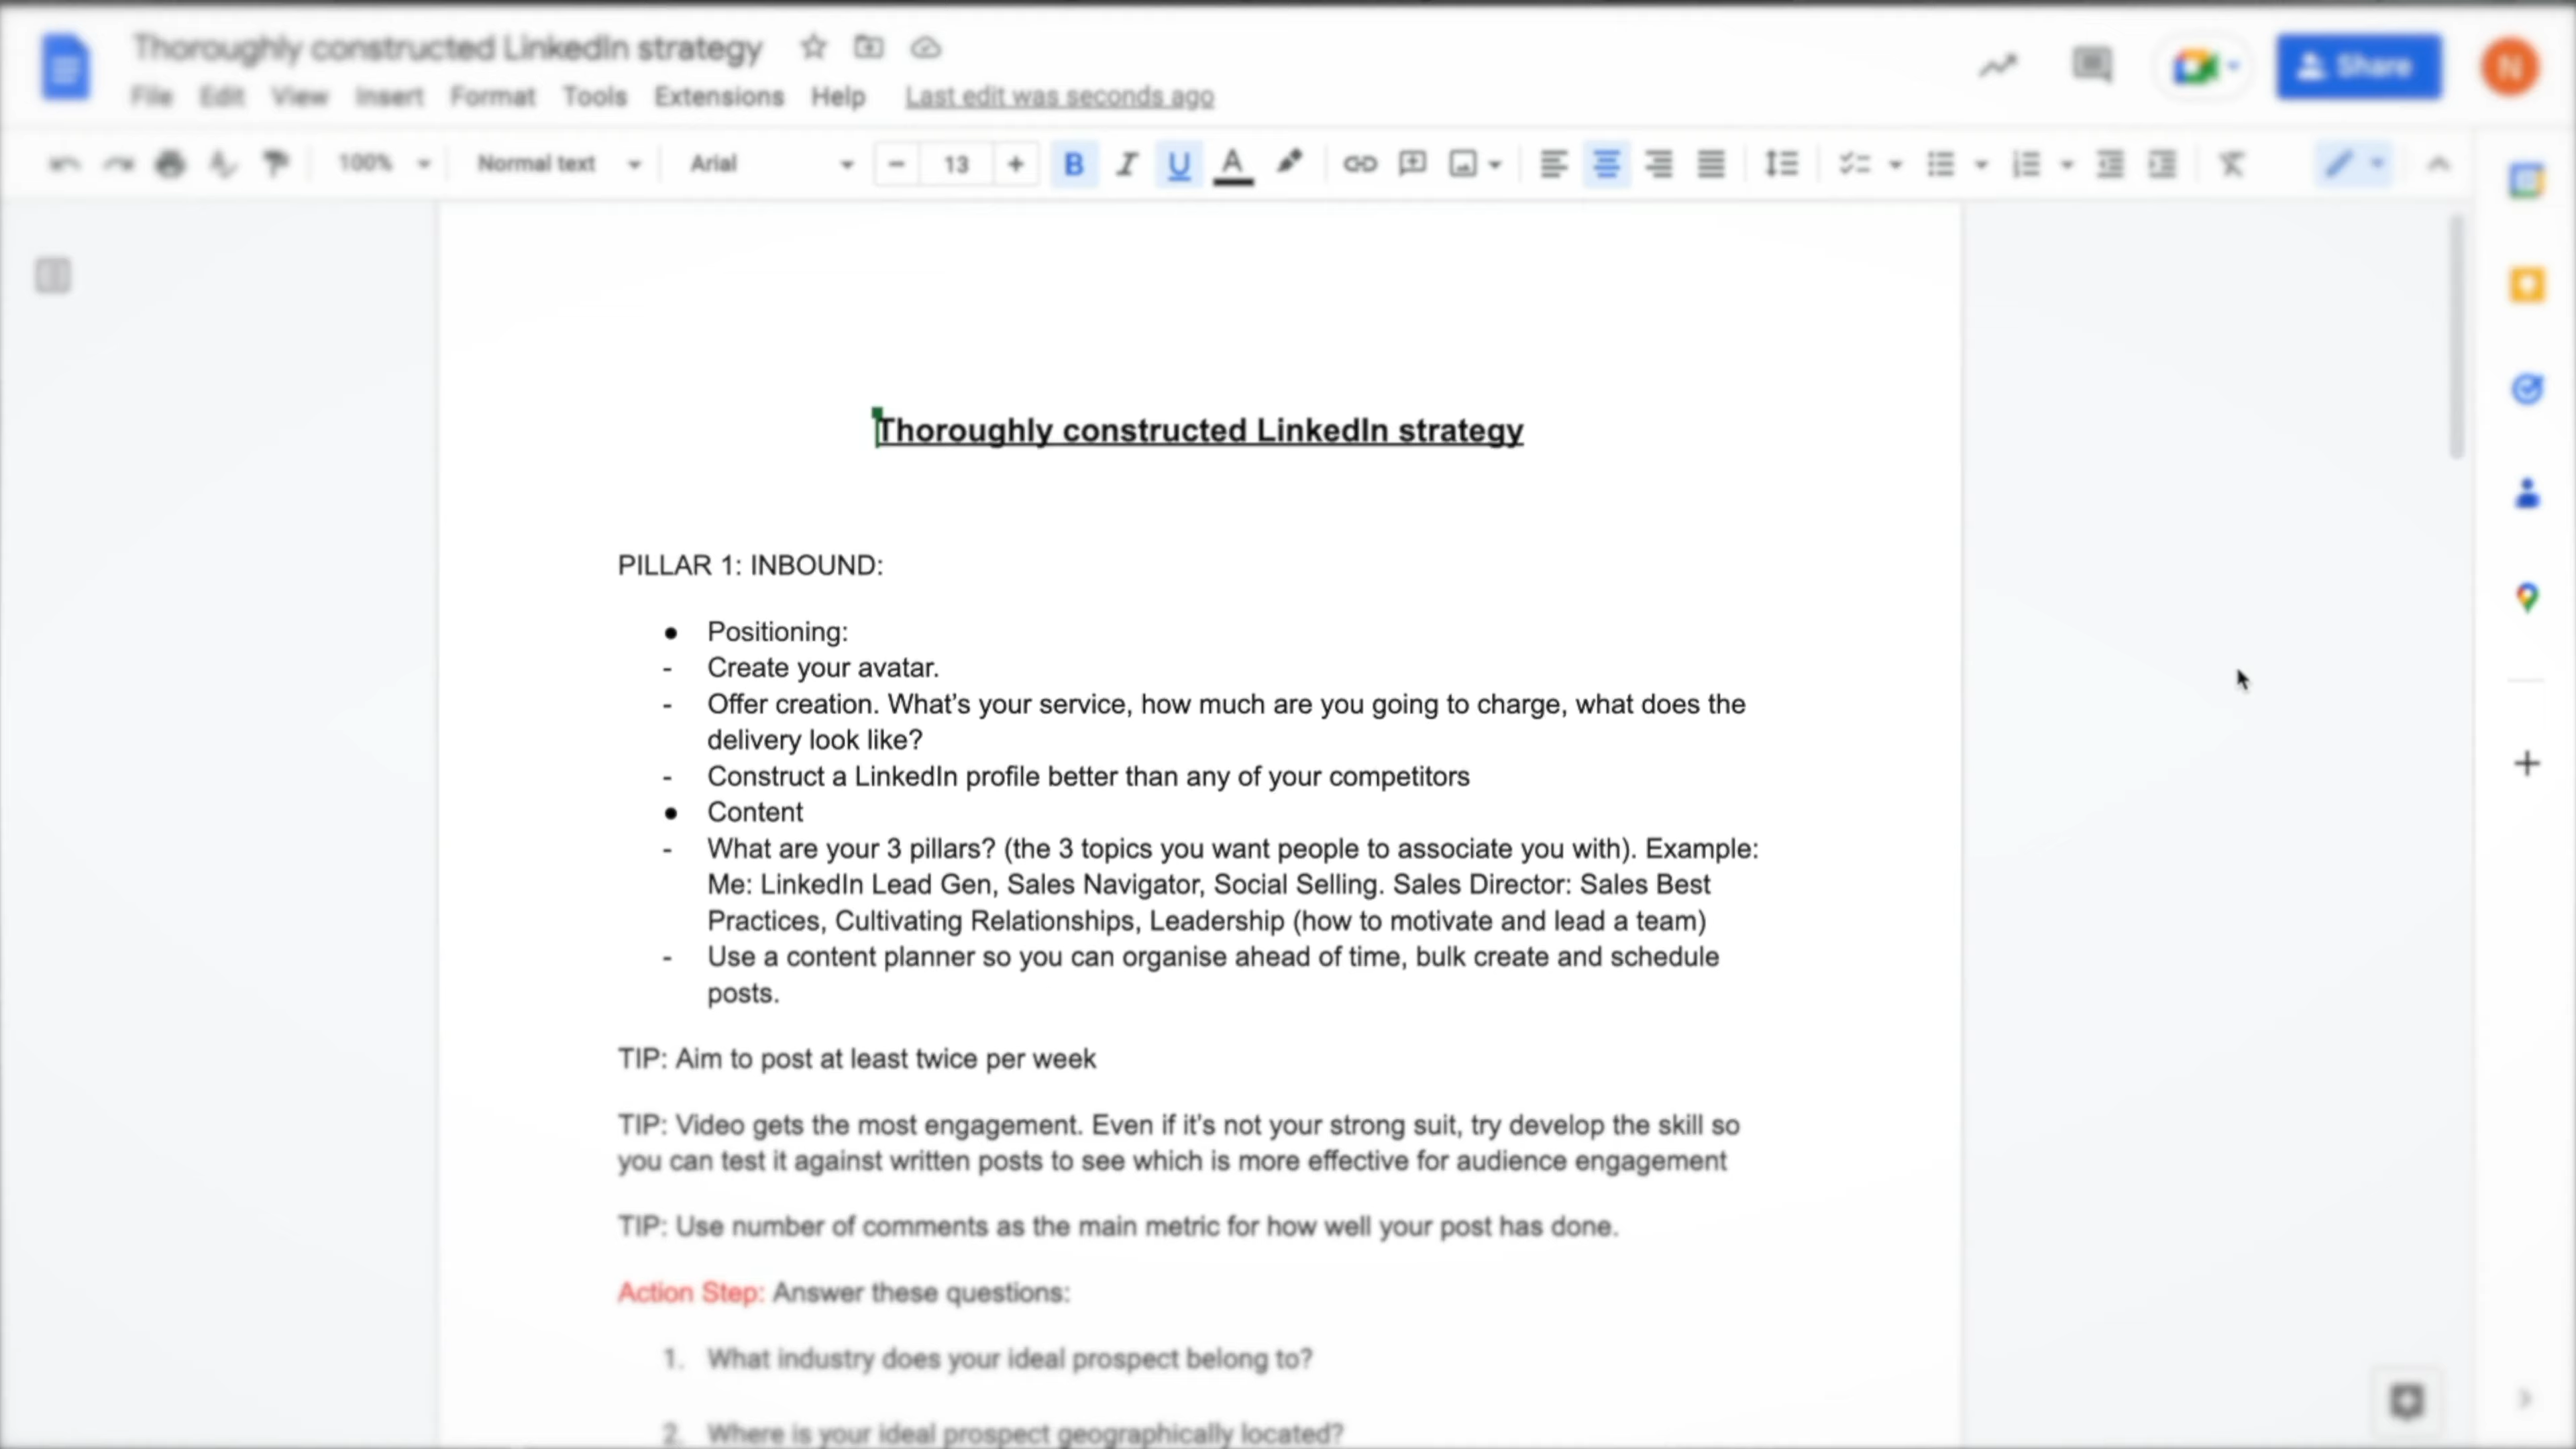 Thoroughly constructed LinkedIn strategy
File Edit View Insert Format Tools Extensions Help Last edit was seconds ago
Share
N
100% Normal text Arial - 13 + B I U A
Thoroughly constructed LinkedIn strategy
PILLAR 1: INBOUND:
● Positioning:
- Create your avatar.
- Offer creation. What’s your service, how much are you going to charge, what does the
delivery look like?
- Construct a LinkedIn profile better than any of your competitors
● Content
- What are your 3 pillars? (the 3 topics you want people to associate you with). Example:
Me: LinkedIn Lead Gen, Sales Navigator, Social Selling. Sales Director: Sales Best
Practices, Cultivating Relationships, Leadership (how to motivate and lead a team)
- Use a content planner so you can organise ahead of time, bulk create and schedule
posts.
TIP: Aim to post at least twice per week
TIP: Video gets the most engagement. Even if it’s not your strong suit, try develop the skill so
you can test it against written posts to see which is more effective for audience engagement
TIP: Use number of comments as the main metric for how well your post has done.
Action Step: Answer these questions:
1. What industry does your ideal prospect belong to?
2. Where is your ideal prospect geographically located?